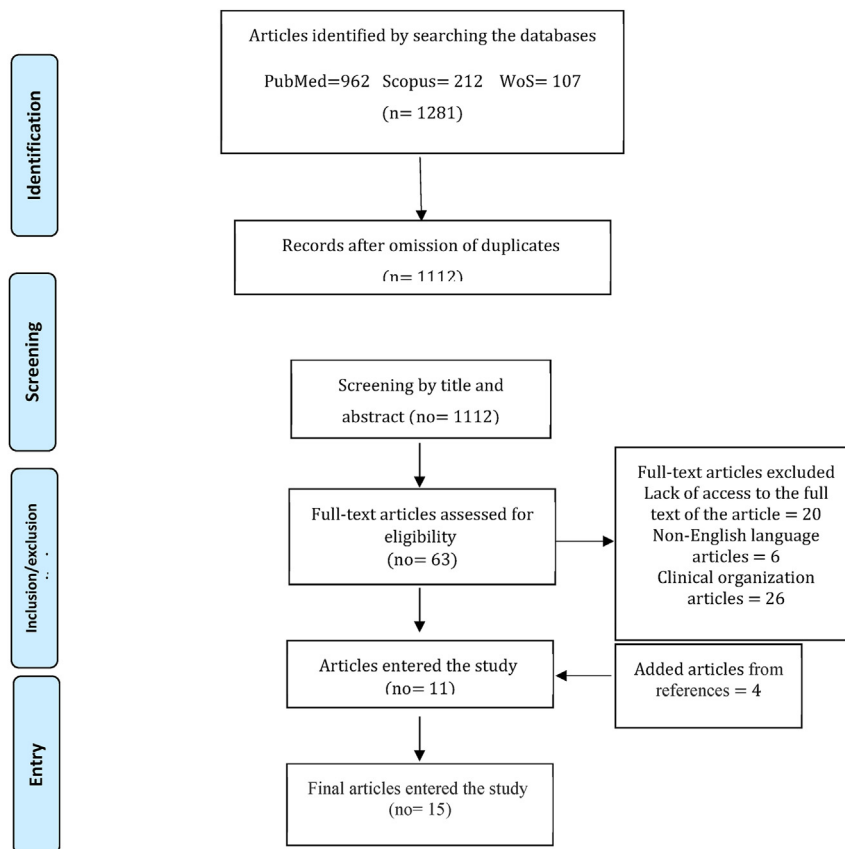 Articles identified by searching the databases
PubMed=962 Scopus= 212 WoS= 107
(n= 1281)
Identification
Records after omission of duplicates
(n= 1112)
Screening
Screening by title and
abstract (no= 1112)
Inclusion/exclusion
Full-text articles assessed for
eligibility
(no= 63)
Full-text articles excluded
Lack of access to the full
text of the article = 20
Non-English language
articles = 6
Clinical organization
articles = 26
Articles entered the study
(no= 11)
Added articles from
references = 4
Entry
Final articles entered the study
(no= 15)